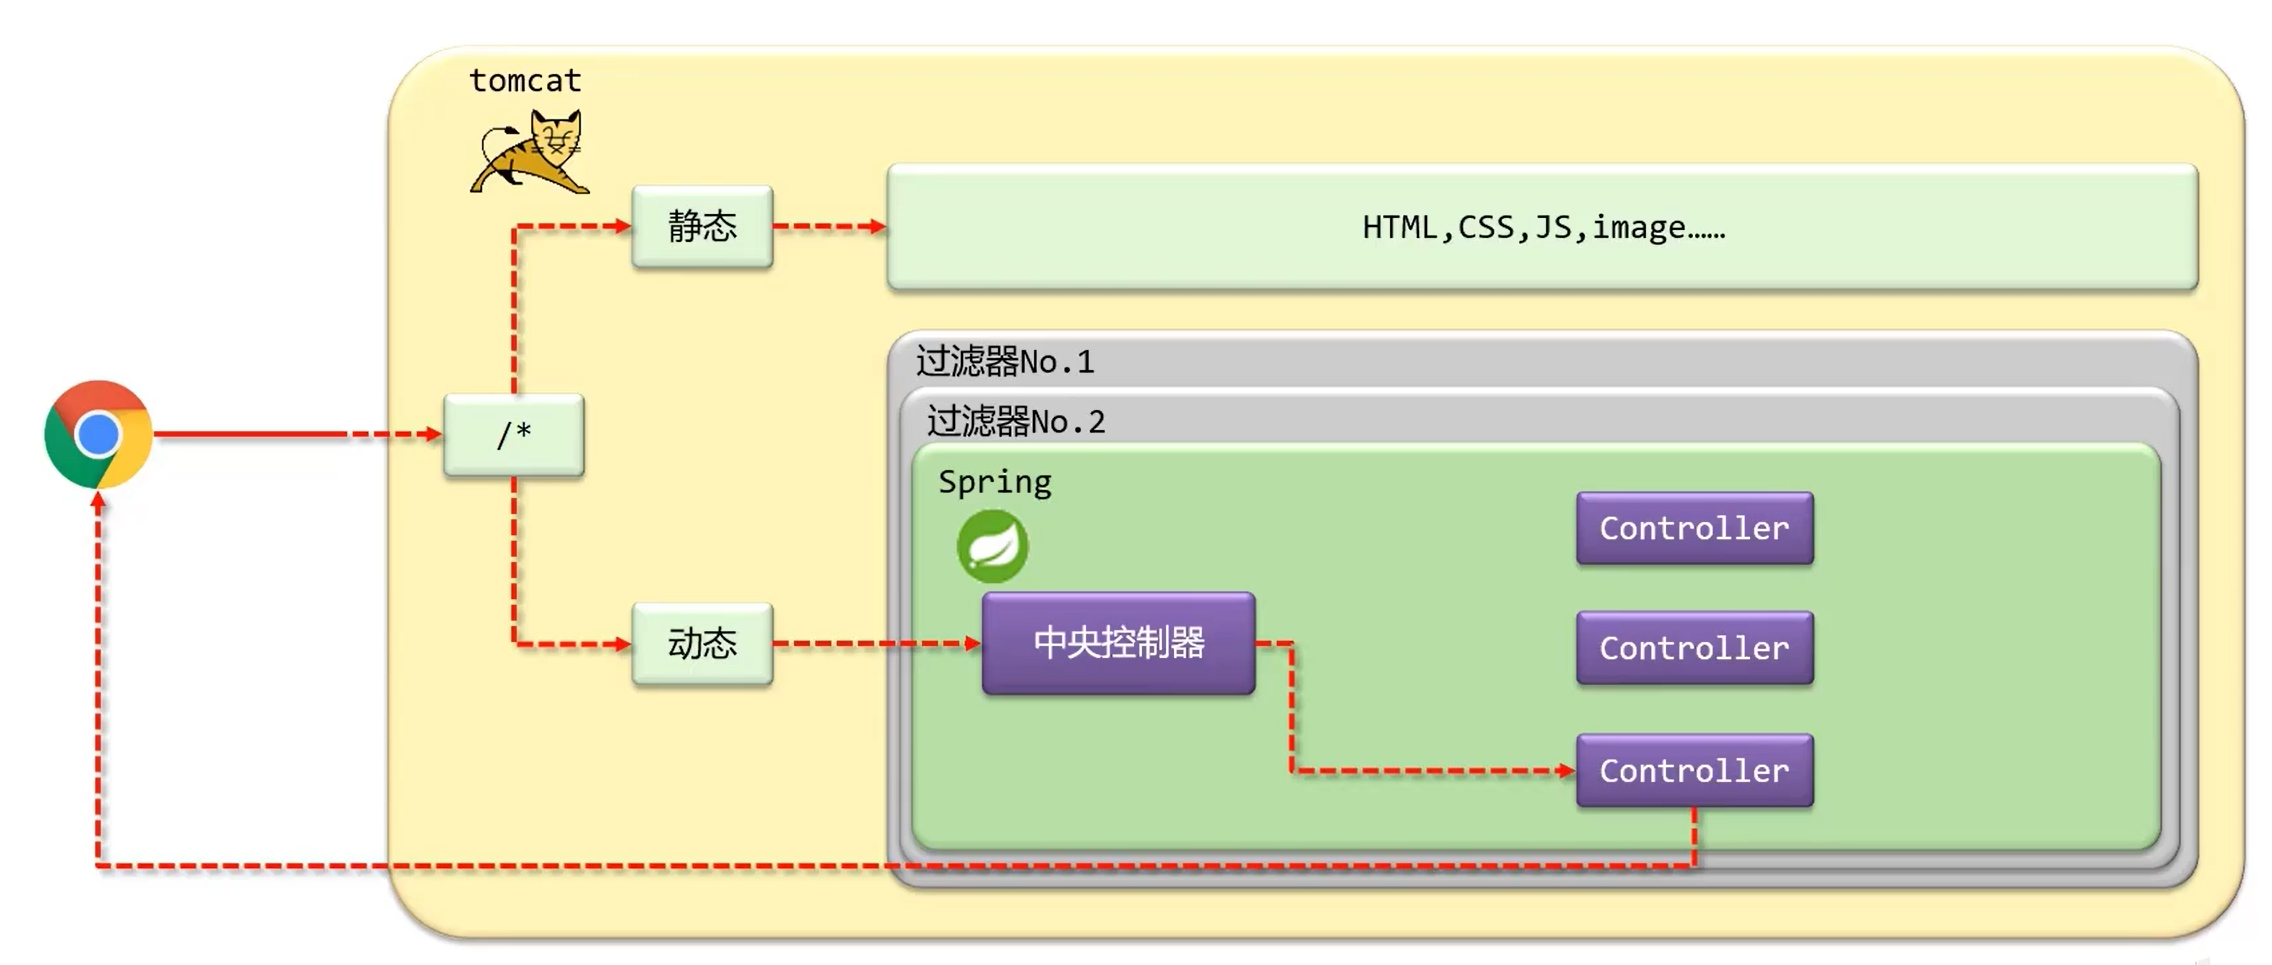 tomcat
静态
HTML,CSS,JS,image……
过滤器No.1
过滤器No.2
/*
Spring
Controller
动态
中央控制器
Controller
Controller